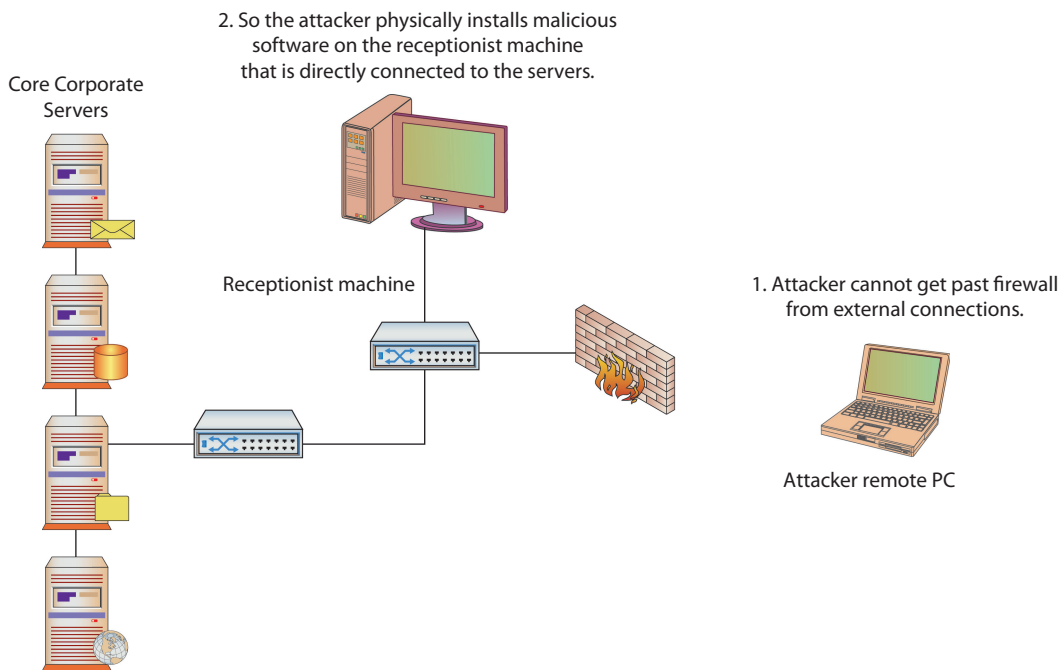 2. So the attacker physically installs malicious
software on the receptionist machine
that is directly connected to the servers.
Core Corporate
Servers
Receptionist machine
1. Attacker cannot get past firewall
from external connections.
Attacker remote PC